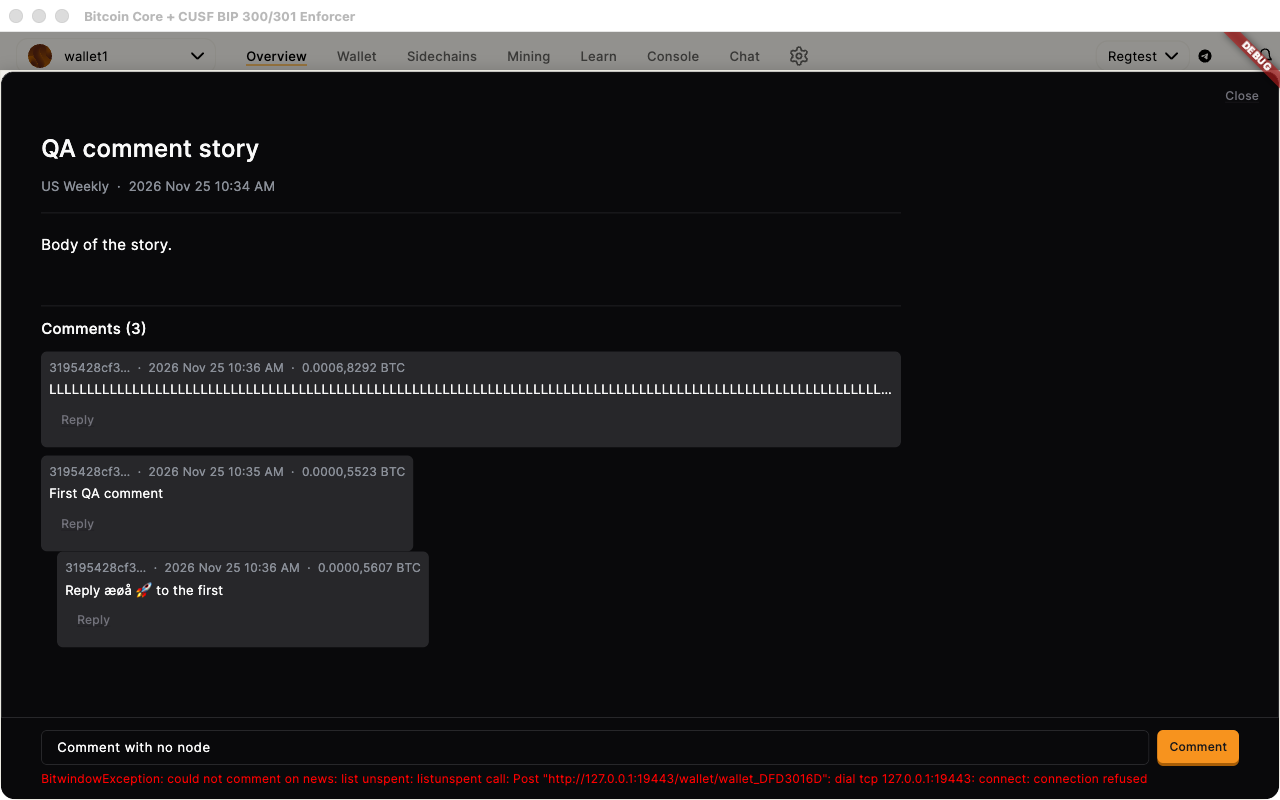 Bitcoin Core + CUSF BIP 300/301 Enforcer
wallet1 Overview Wallet Sidechains Mining Learn Console Chat Regtest DEBUG
Close
QA comment story
US Weekly · 2026 Nov 25 10:34 AM
Body of the story.
Comments (3)
3195428cf3... · 2026 Nov 25 10:36 AM · 0.0006,8292 BTC
Reply
3195428cf3... · 2026 Nov 25 10:35 AM · 0.0000,5523 BTC
First QA comment
Reply
3195428cf3... · 2026 Nov 25 10:36 AM · 0.0000,5607 BTC
Reply æøå 🚀 to the first
Reply
Comment with no node Comment
BitwindowException: could not comment on news: list unspent: listunspent call: Post "http://127.0.0.1:19443/wallet/wallet_DFD3016D": dial tcp 127.0.0.1:19443: connect: connection refused